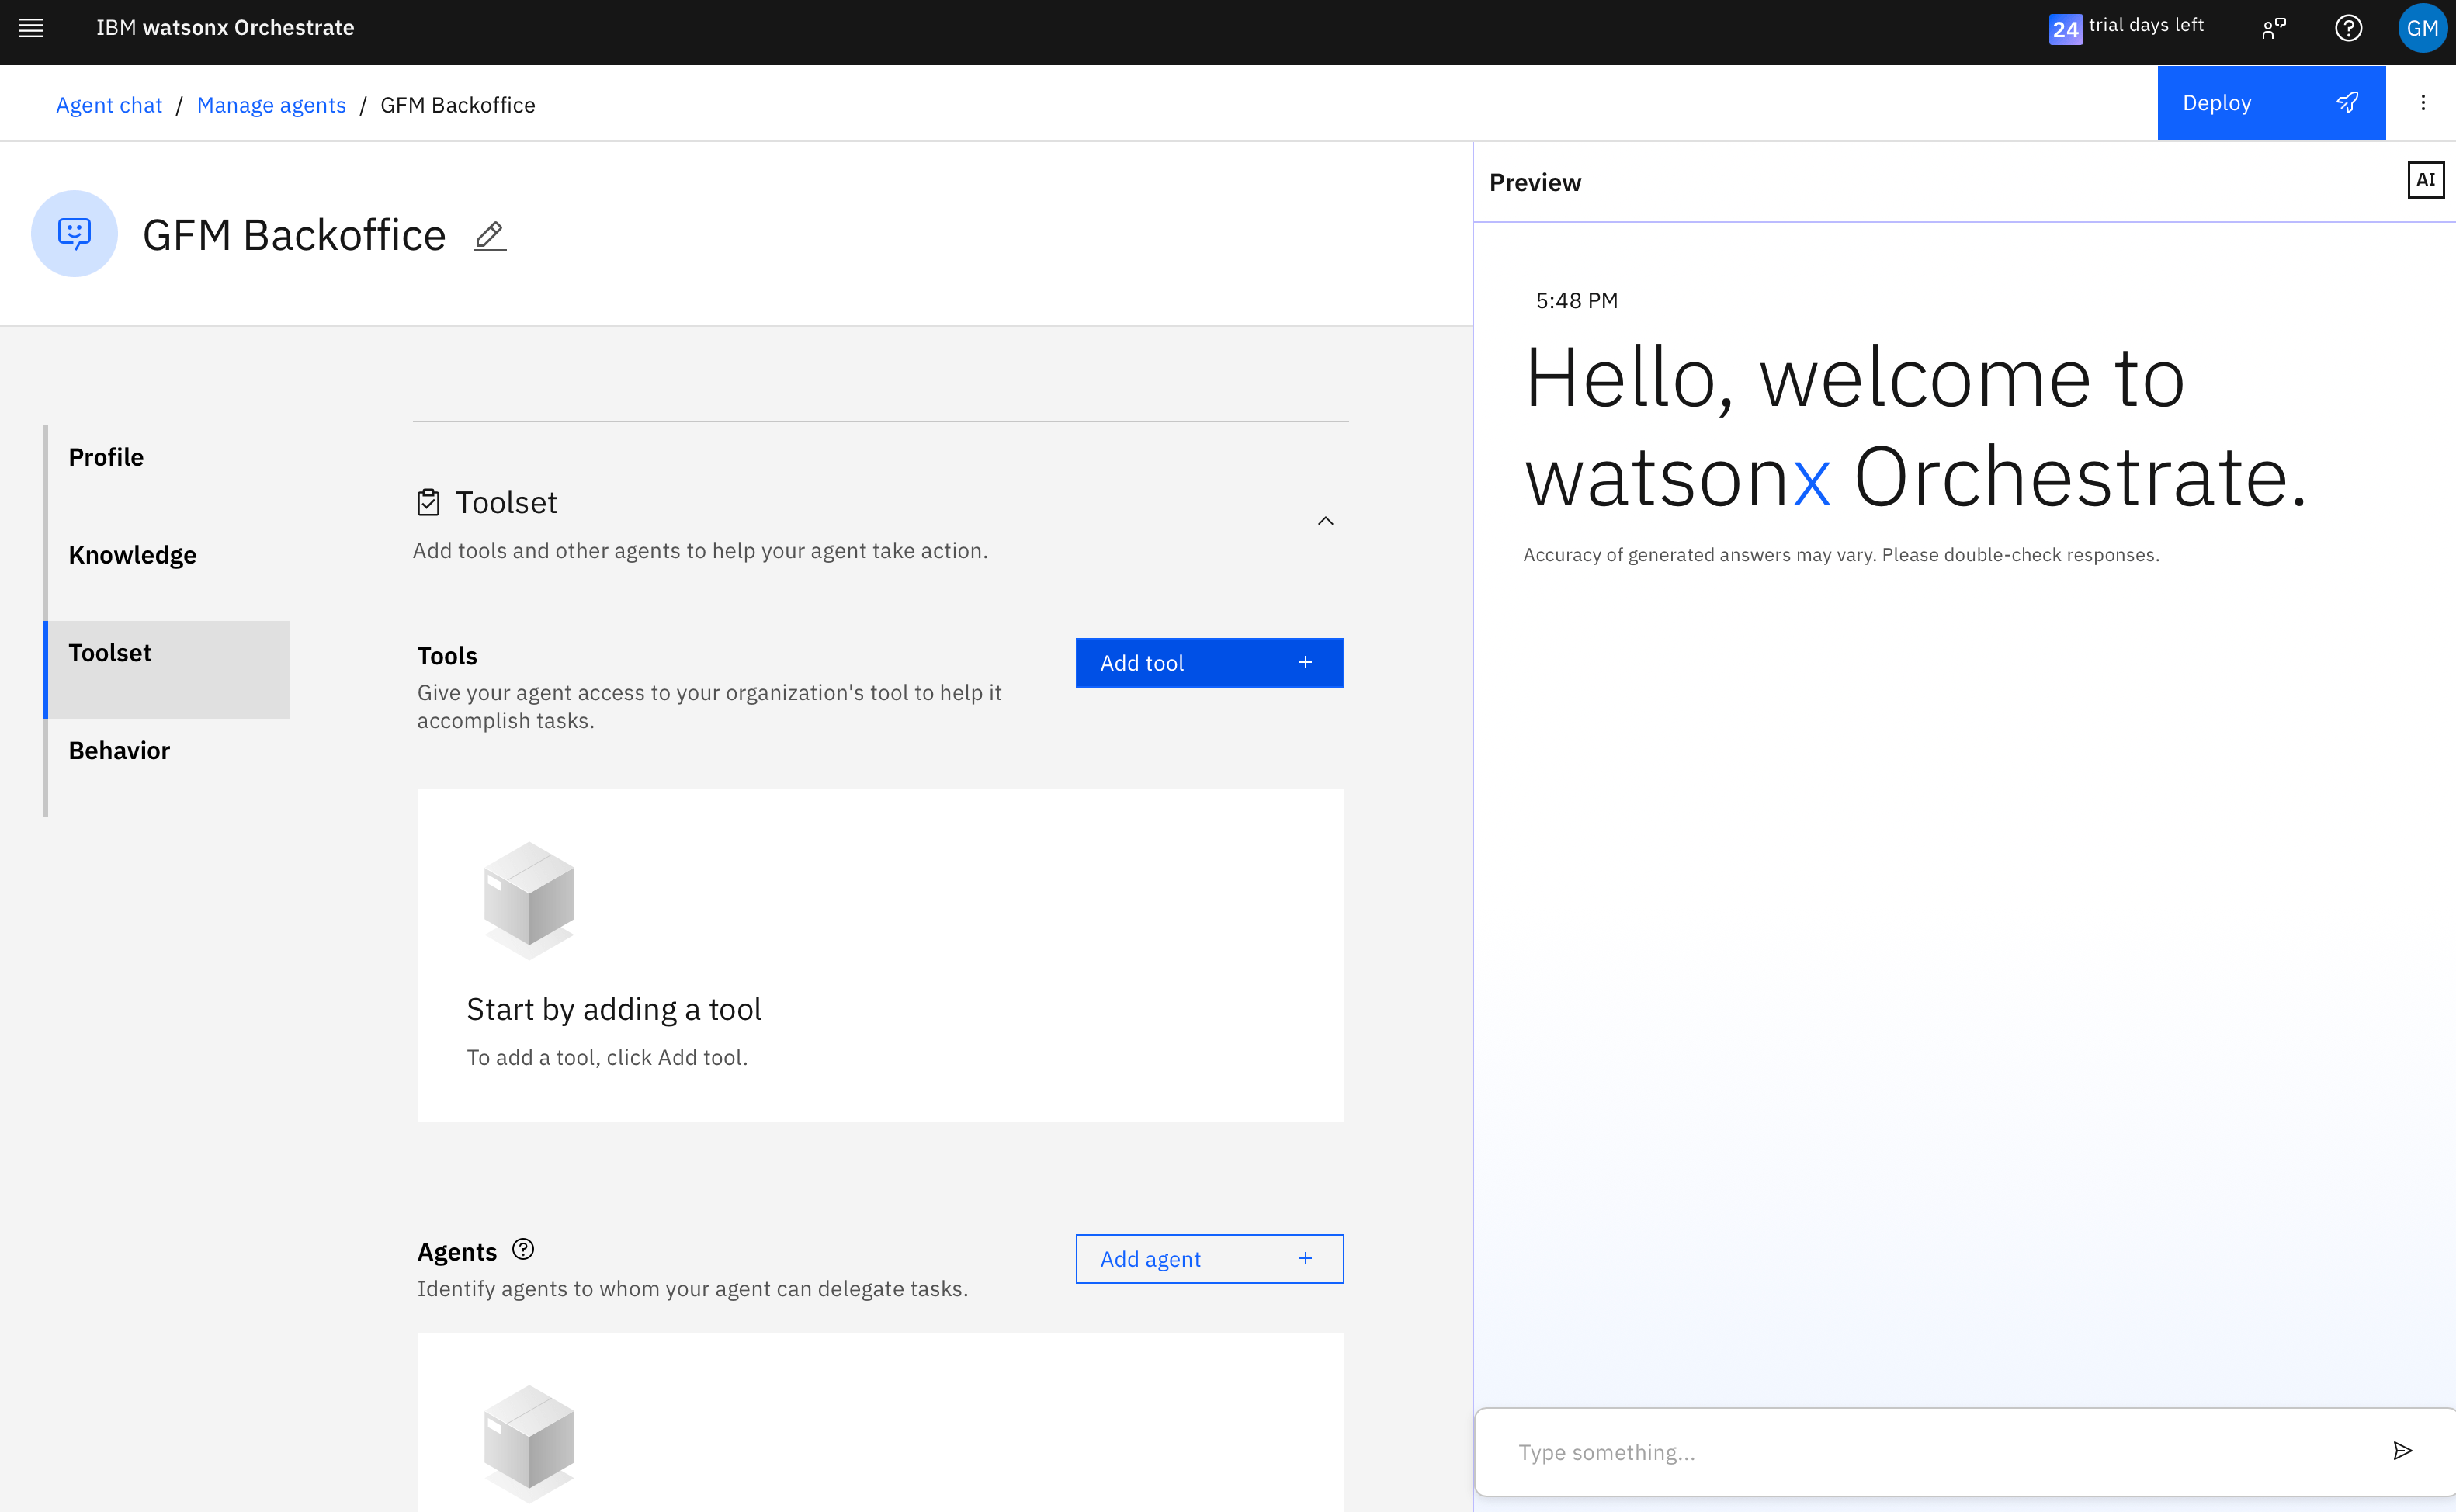 IBM watsonx Orchestrate
24 trial days left
GM
Agent chat / Manage agents / GFM Backoffice
Deploy
GFM Backoffice
Profile
Knowledge
Toolset
Behavior
Toolset
Add tools and other agents to help your agent take action.
Tools
Give your agent access to your organization's tool to help it
accomplish tasks.
Add tool
Start by adding a tool
To add a tool, click Add tool.
Agents
Identify agents to whom your agent can delegate tasks.
Add agent
Preview
AI
5:48 PM
Hello, welcome to
watsonx Orchestrate.
Accuracy of generated answers may vary. Please double-check responses.
Type something...